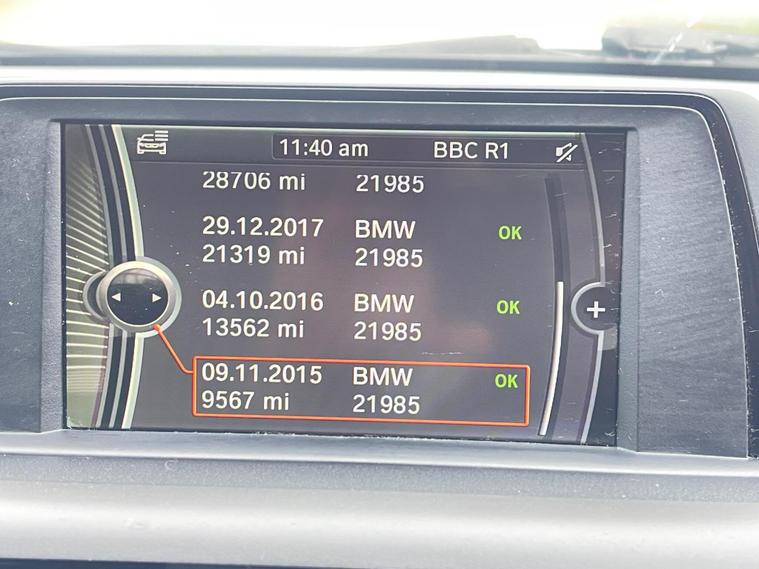 11:40 am BBC R1
28706 mi 21985
29.12.2017 BMW OK
21319 mi 21985
04.10.2016 BMW OK
13562 mi 21985
09.11.2015 BMW OK
9567 mi 21985